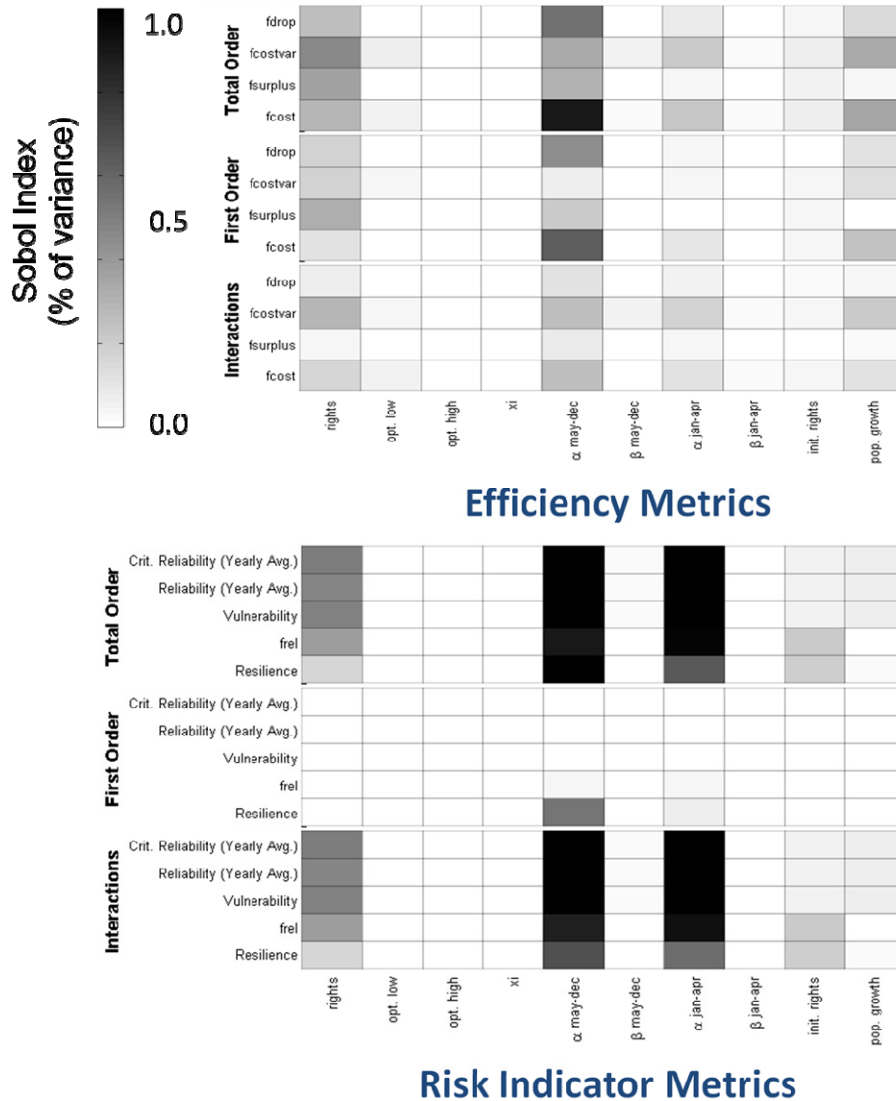 Sobol Index
(% of variance)
1.0
0.5
0.0
Total Order
fdrop
fcostvar
fsurplus
fcost
First Order
fdrop
fcostvar
fsurplus
fcost
Interactions
fdrop
fcostvar
fsurplus
fcost
rights
opt. low
opt. high
xi
α may-dec
β may-dec
α jan-apr
β jan-apr
init. rights
pop. growth
Efficiency Metrics
Total Order
Crit. Reliability (Yearly Avg.)
Reliability (Yearly Avg.)
Vulnerability
frel
Resilience
First Order
Crit. Reliability (Yearly Avg.)
Reliability (Yearly Avg.)
Vulnerability
frel
Resilience
Interactions
Crit. Reliability (Yearly Avg.)
Reliability (Yearly Avg.)
Vulnerability
frel
Resilience
rights
opt. low
opt. high
xi
α may-dec
β may-dec
α jan-apr
β jan-apr
init. rights
pop. growth
Risk Indicator Metrics